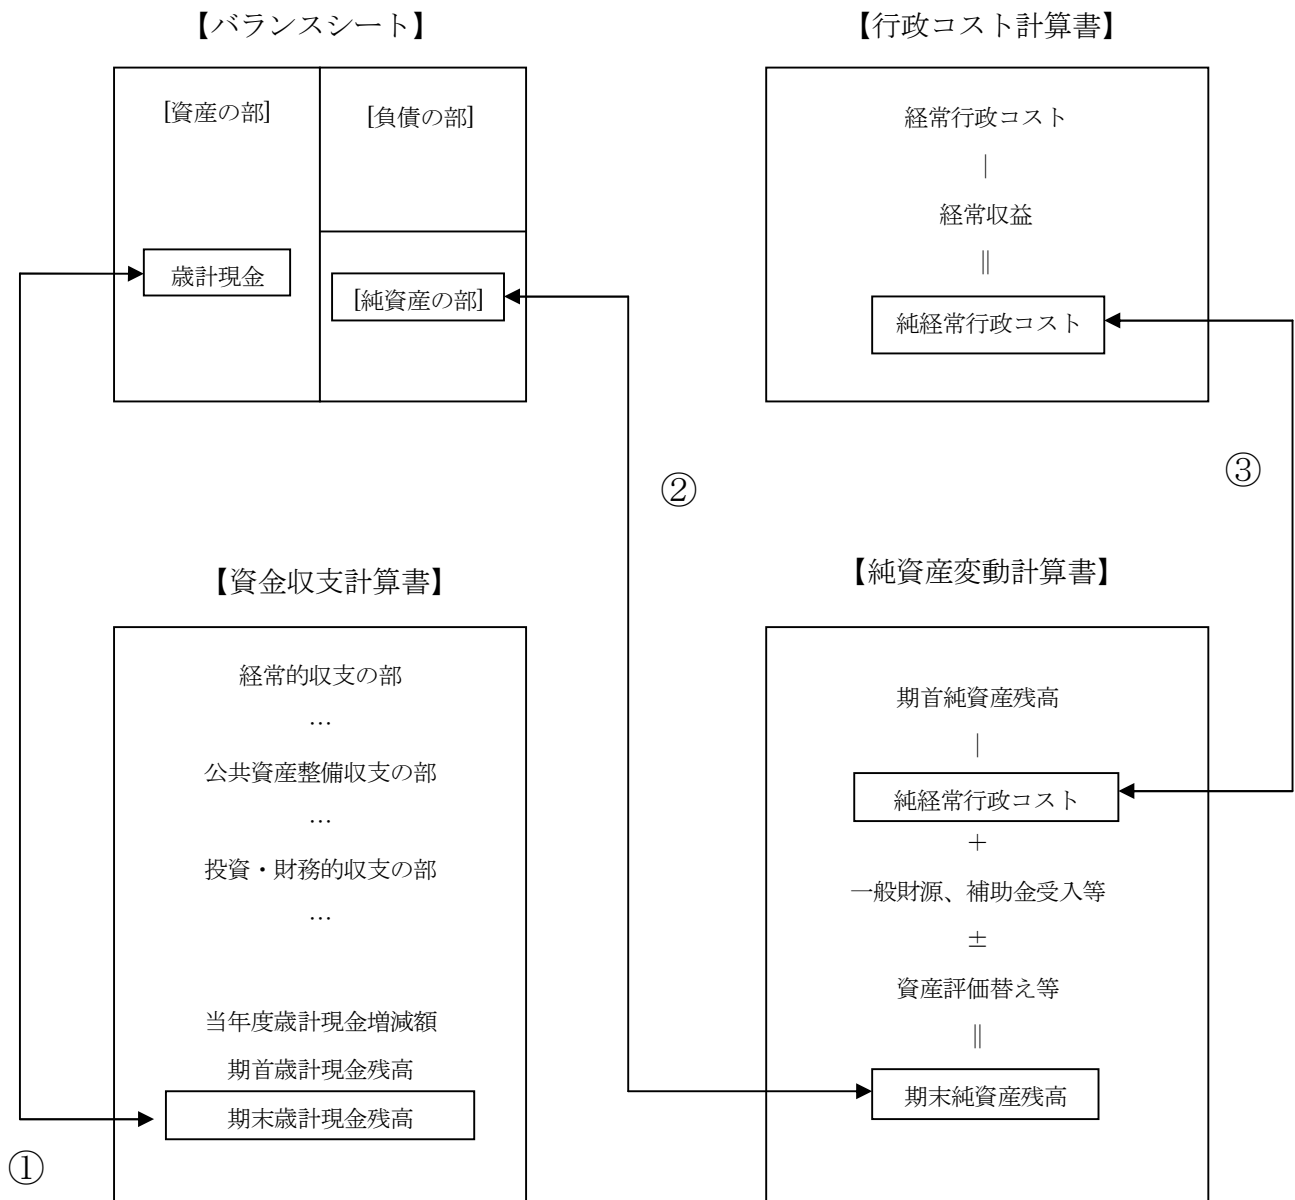 【バランスシート】
[資産の部]
[負債の部]
歳計現金
[純資産の部]
【行政コスト計算書】
経常行政コスト
|
経常収益
||
純経常行政コスト
②
③
【資金収支計算書】
経常的収支の部
…
公共資産整備収支の部
…
投資・財務的収支の部
…
当年度歳計現金増減額
期首歳計現金残高
期末歳計現金残高
①
【純資産変動計算書】
期首純資産残高
|
純経常行政コスト
＋
一般財源、補助金受入等
±
資産評価替え等
||
期末純資産残高